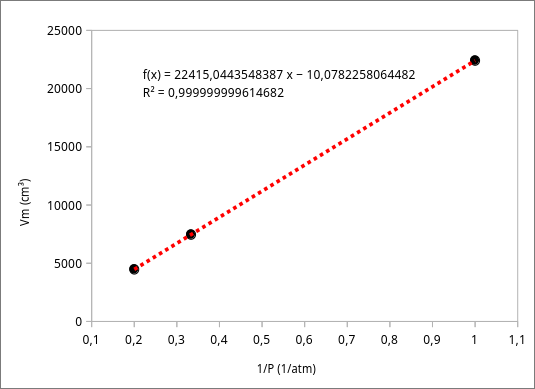 25000
20000
15000
10000
5000
0
f(x) = 22415,0443548387 x − 10,0782258064482
R² = 0,999999999614682
Vm (cm³)
0,1 0,2 0,3 0,4 0,5 0,6 0,7 0,8 0,9 1 1,1
1/P (1/atm)